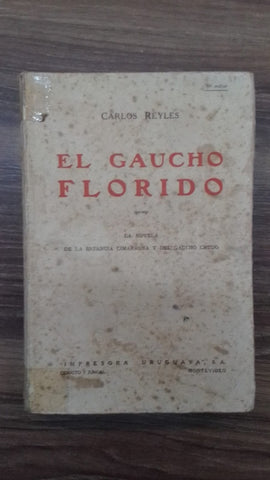 CARLOS REYLES
EL GAUCHO
FLORIDO
LA NOVELA
DE LA ESTANCIA CIMARRONA Y DEL GAUCHO CRUDO
IMPRESORA URUGUAYA, S.A.
MONTEVIDEO